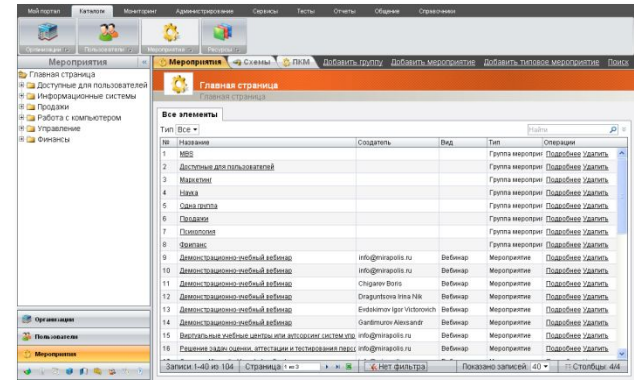 Мой портал Каталоги Мониторинг Администрирование Сервисы Тесты Отчеты Общение Справочники
Организации Пользователи Мероприятия Ресурсы
Мероприятия «
Мероприятия Схемы ПКМ Добавить группу Добавить мероприятие Добавить типовое мероприятие Поиск
Главная страница
Доступные для пользователей
Информационные системы
Продажи
Работа с компьютером
Управление
Финансы
Организации
Пользователи
Мероприятия
Главная страница
Главная страница
Все элементы
Тип Все Найти
№ Название Создатель Вид Тип Операции
1 MBS Группа меропри Подробнее Удалить
2 Доступные для пользователей Группа меропри Подробнее Удалить
3 Маркетинг Группа меропри Подробнее Удалить
4 Наука Группа меропри Подробнее Удалить
5 Одна группа Группа меропри Подробнее Удалить
6 Продажи Группа меропри Подробнее Удалить
7 Психология Группа меропри Подробнее Удалить
8 Группа меропри Подробнее Удалить
9 Демонстрационно-учебный вебинар info@mirapolis.ru Вебинар Мероприятие Подробнее Удалить
10 Демонстрационно-учебный вебинар info@mirapolis.ru Вебинар Мероприятие Подробнее Удалить
11 Демонстрационно-учебный вебинар Chigarev Boris Вебинар Мероприятие Подробнее Удалить
12 Демонстрационно-учебный вебинар Draguntsova Irina Nik Вебинар Мероприятие Подробнее Удалить
13 Демонстрационно-учебный вебинар Evdokimov Igor Victorovich Вебинар Мероприятие Подробнее Удалить
14 Демонстрационно-учебный вебинар Gantimurov Alexsandr Вебинар Мероприятие Подробнее Удалить
15 Виртуальные учебные центры или аутсорсинг систем упр info@mirapolis.ru Вебинар Мероприятие Подробнее Удалить
16 Решение задач оценки, аттестации и тестирования персо info@mirapolis.ru Вебинар Мероприятие Подробнее Удалить
Записи: 1-40 из 104 Страница: 1 из 3 Нет фильтра Показано записей: 40 Столбцы: 4/4